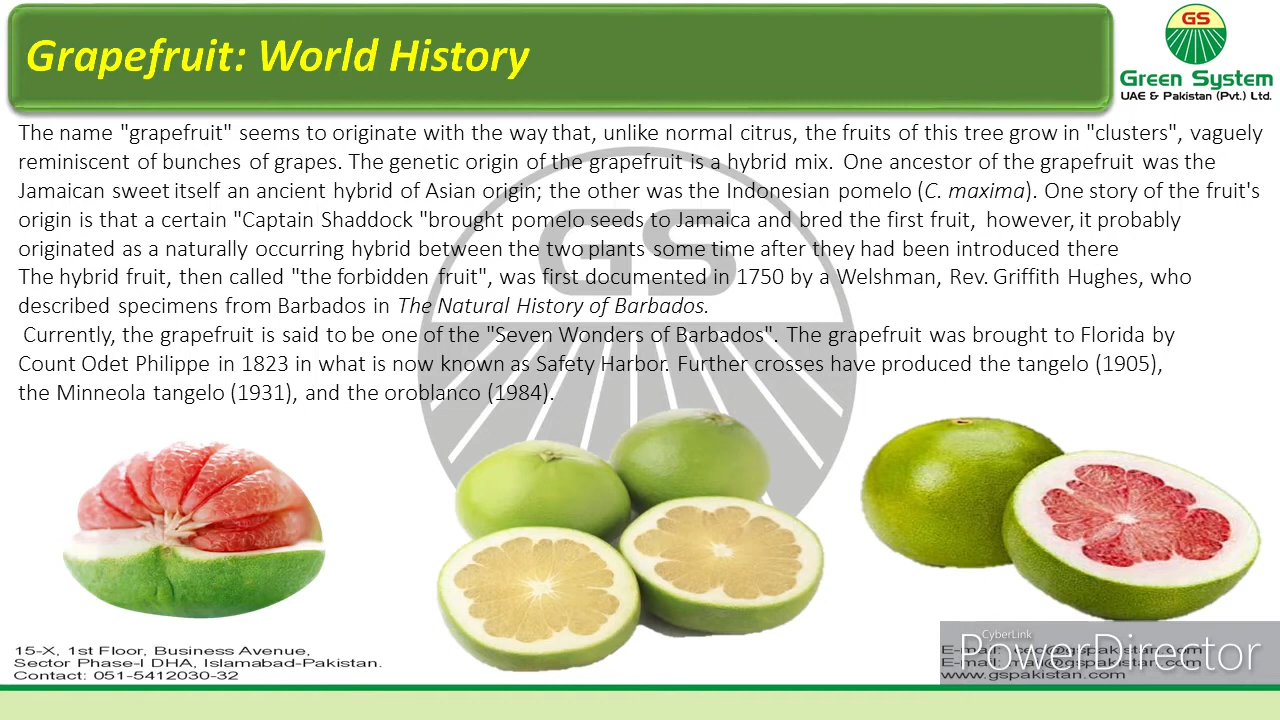 Grapefruit: World History
GS
Green System
UAE & Pakistan (Pvt.) Ltd.
The name "grapefruit" seems to originate with the way that, unlike normal citrus, the fruits of this tree grow in "clusters", vaguely
reminiscent of bunches of grapes. The genetic origin of the grapefruit is a hybrid mix. One ancestor of the grapefruit was the
Jamaican sweet itself an ancient hybrid of Asian origin; the other was the Indonesian pomelo (C. maxima). One story of the fruit's
origin is that a certain "Captain Shaddock "brought pomelo seeds to Jamaica and bred the first fruit, however, it probably
originated as a naturally occurring hybrid between the two plants some time after they had been introduced there
The hybrid fruit, then called "the forbidden fruit", was first documented in 1750 by a Welshman, Rev. Griffith Hughes, who
described specimens from Barbados in The Natural History of Barbados.
Currently, the grapefruit is said to be one of the "Seven Wonders of Barbados". The grapefruit was brought to Florida by
Count Odet Philippe in 1823 in what is now known as Safety Harbor. Further crosses have produced the tangelo (1905),
the Minneola tangelo (1931), and the oroblanco (1984).
GS
15-X, 1st Floor, Business Avenue,
Sector Phase-I DHA, Islamabad-Pakistan.
Contact: 051-5412030-32
E-mail:
E-mail:
www.gspakistan.com
CyberLink
PowerDirector